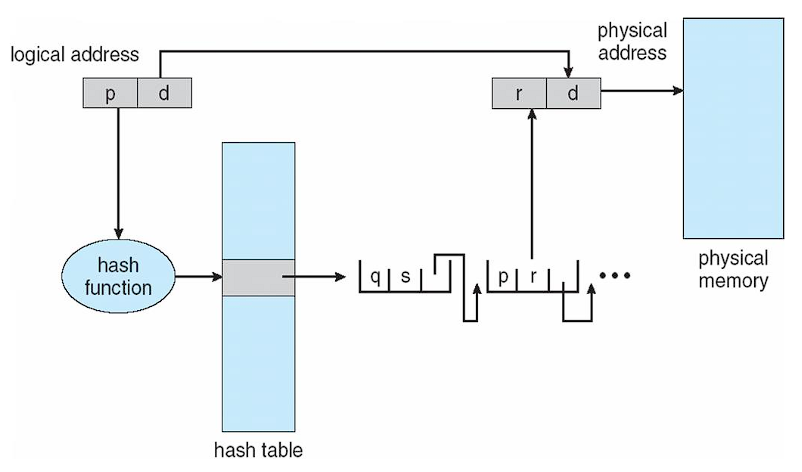 logical address
physical
address
p d
r d
hash
function
q s
p r
physical
memory
hash table